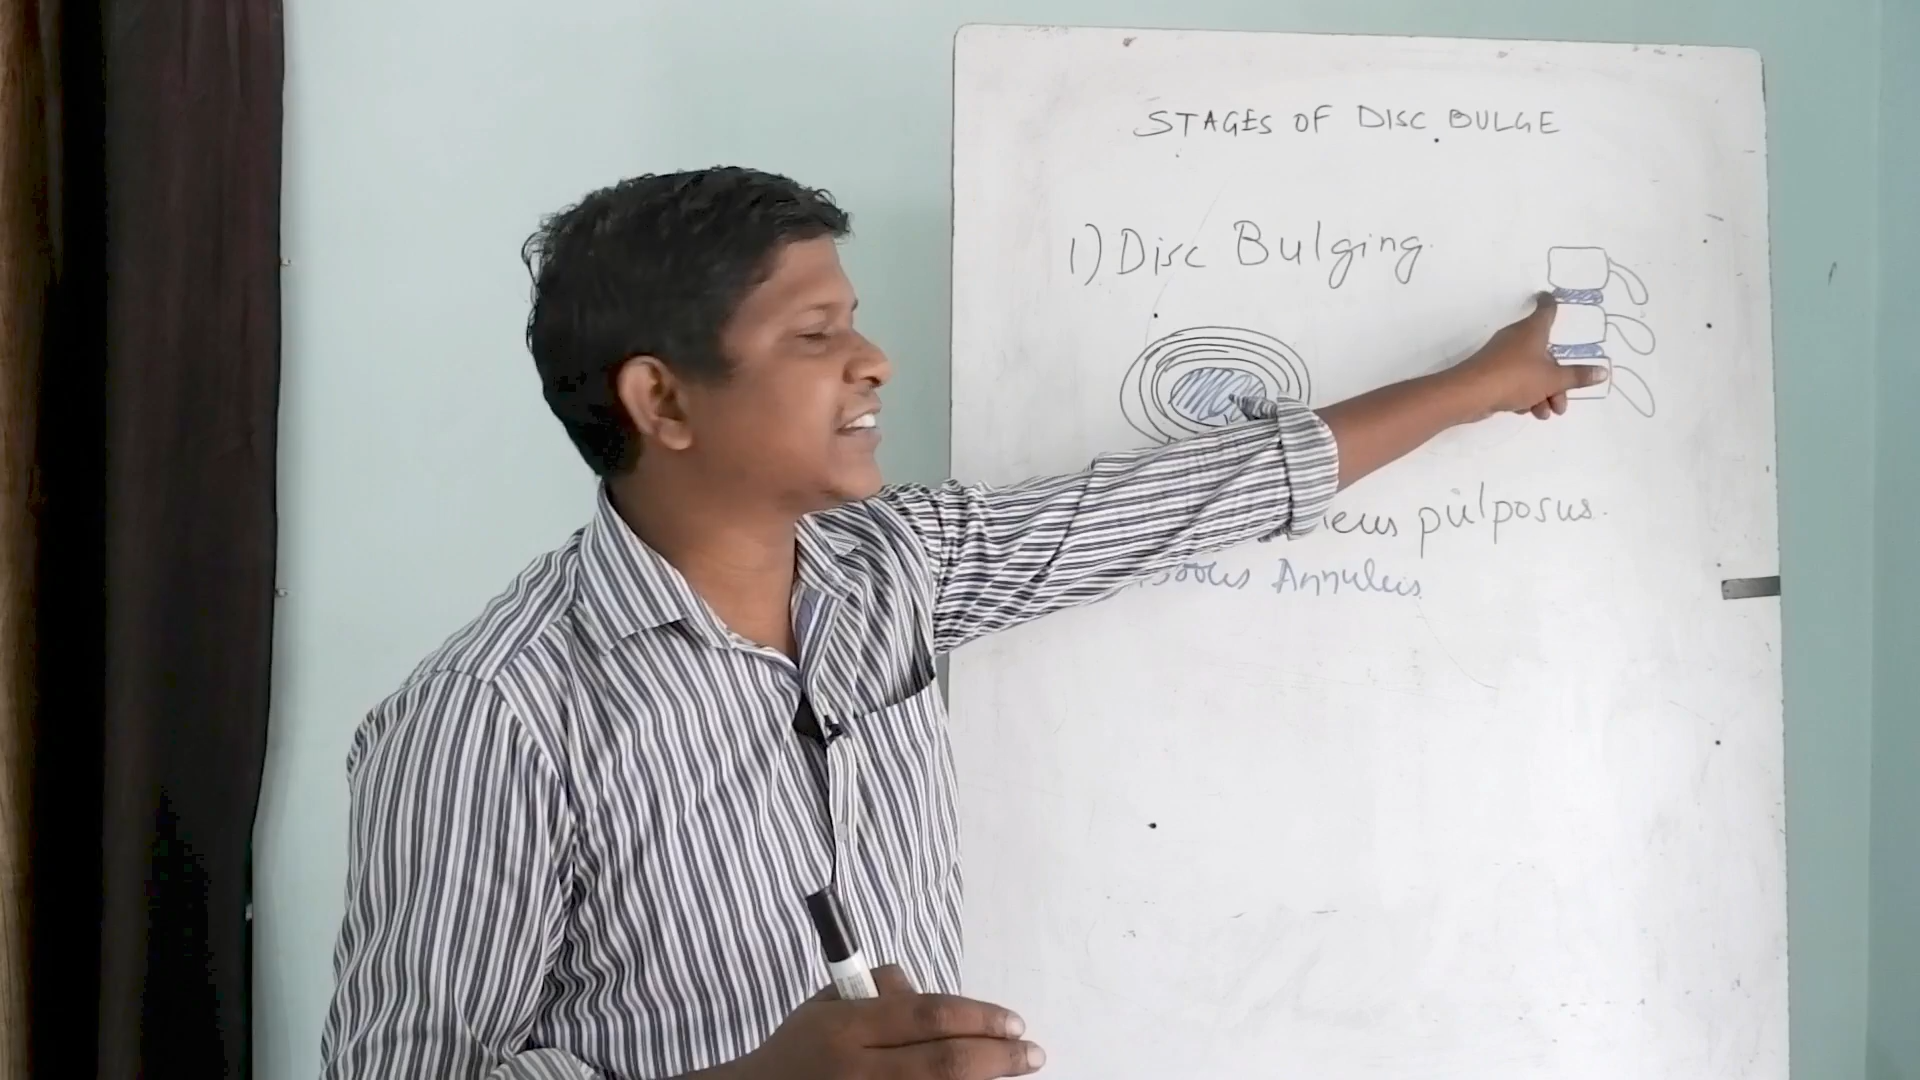 STAGES OF DISC BULGE
1) Disc Bulging.
pulposus.
Annulus